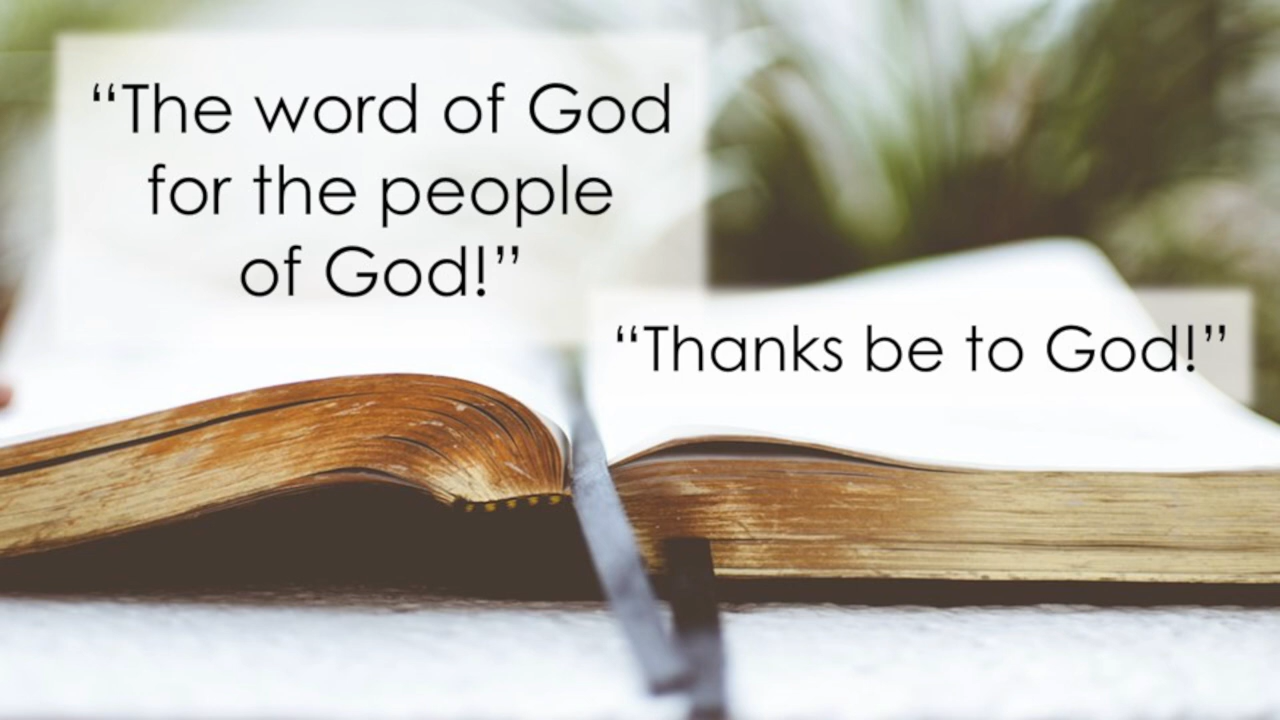 “The word of God
for the people
of God!”
“Thanks be to God!”